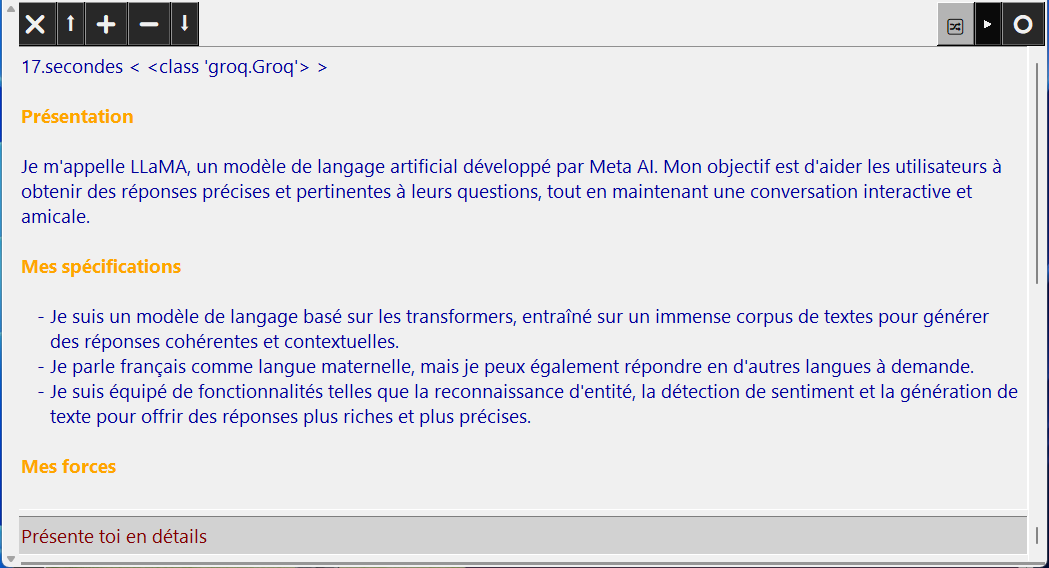 17.secondes < <class 'groq.Groq'> >
Présentation
Je m'appelle LLaMA, un modèle de langage artificial développé par Meta AI. Mon objectif est d'aider les utilisateurs à
obtenir des réponses précises et pertinentes à leurs questions, tout en maintenant une conversation interactive et
amicale.
Mes spécifications
- Je suis un modèle de langage basé sur les transformers, entraîné sur un immense corpus de textes pour générer
des réponses cohérentes et contextuelles.
- Je parle français comme langue maternelle, mais je peux également répondre en d'autres langues à demande.
- Je suis équipé de fonctionnalités telles que la reconnaissance d'entité, la détection de sentiment et la génération de
texte pour offrir des réponses plus riches et plus précises.
Mes forces
Présente toi en détails